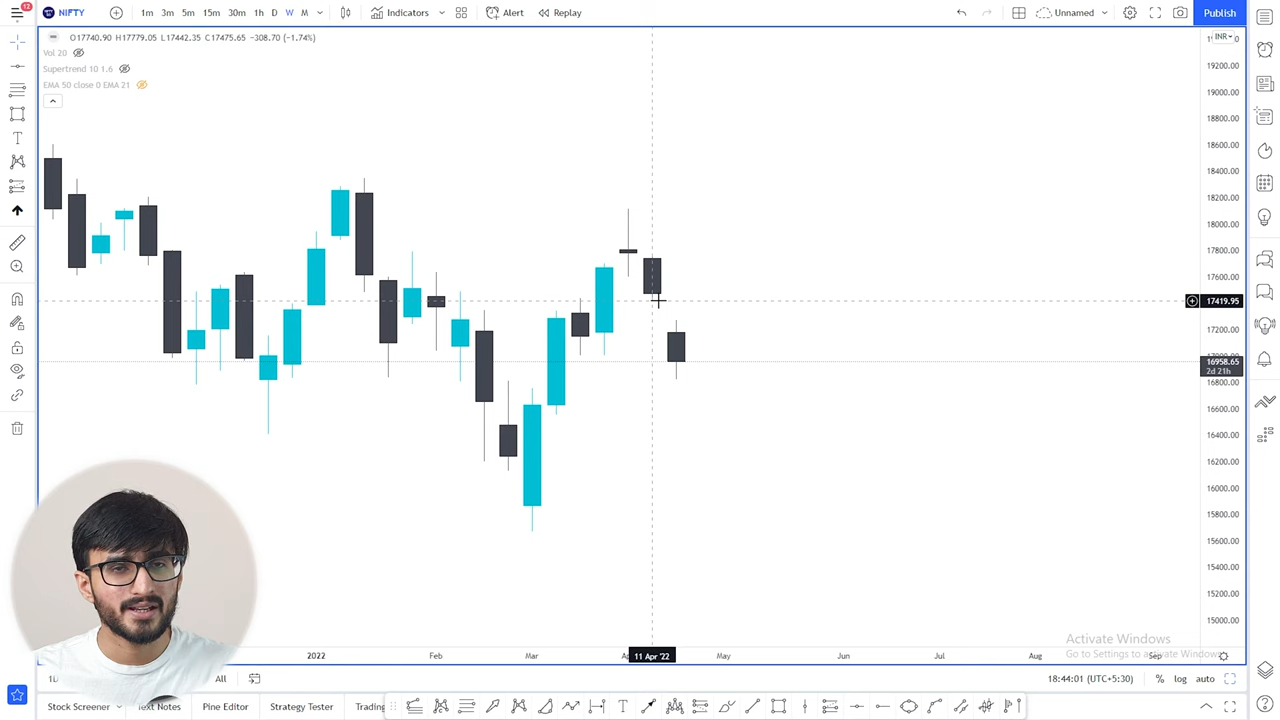 12
NIFTY 1m 3m 5m 15m 30m 1h D W M Indicators Alert Replay Unnamed Publish
O17740.90 H17779.05 L17442.35 C17475.65 −308.70 (−1.74%)
INR
Vol 20
Supertrend 10 1.6
EMA 50 close 0 EMA 21
19200.00
19000.00
18800.00
18600.00
18400.00
18200.00
18000.00
17800.00
17600.00
17419.95
17200.00
16958.65
2d 21h
16800.00
16600.00
16400.00
16200.00
16000.00
15800.00
15600.00
15400.00
15200.00
15000.00
Activate Windows
Go to Settings to activate Windows
2022 Feb Mar 11 Apr '22 May Jun Jul Aug Sep
All 18:44:01 (UTC+5:30) % log auto
Stock Screener Text Notes Pine Editor Strategy Tester Trading